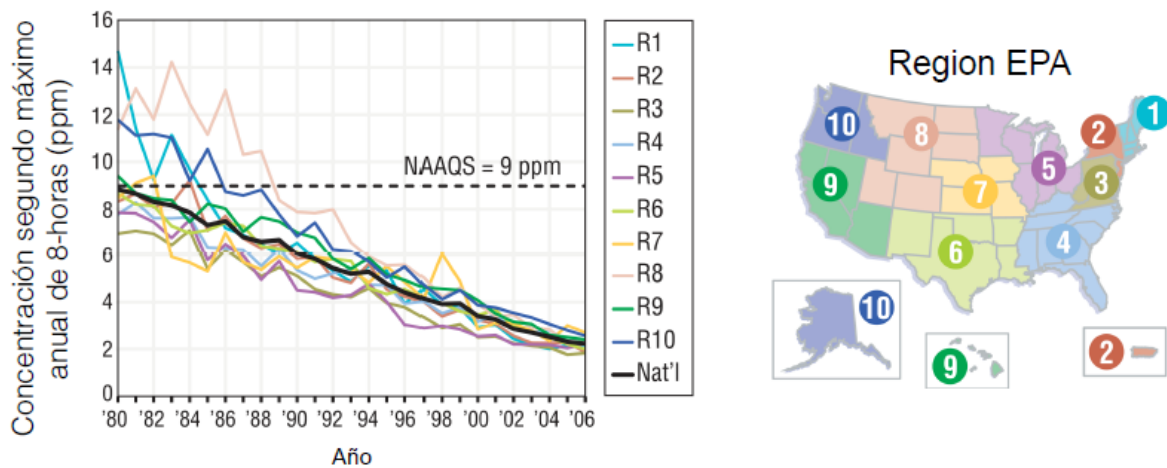 Concentración segundo máximo
anual de 8-horas (ppm)
16
14
12
10
8
6
4
2
0
NAAQS = 9 ppm
'80 '82 '84 '86 '88 '90 '92 '94 '96 '98 '00 '02 '04 '06
Año
R1
R2
R3
R4
R5
R6
R7
R8
R9
R10
Nat'l
Region EPA
1
2
10
8
5
3
9
7
6
4
10
9
2